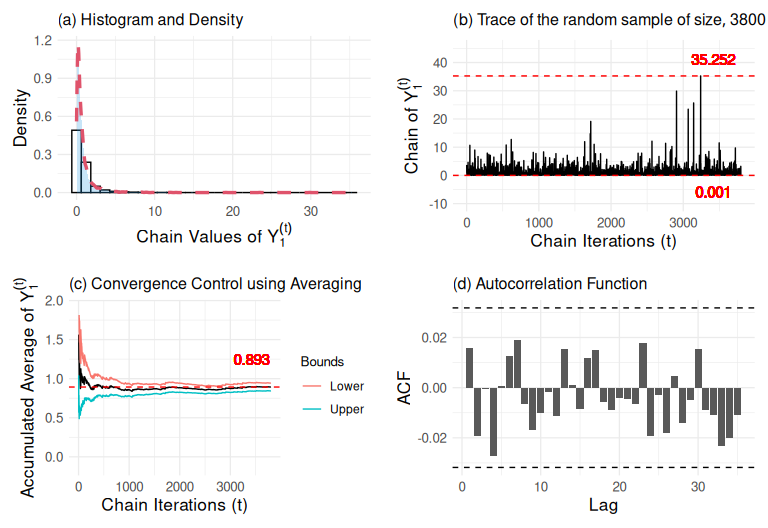 (a) Histogram and Density
1.2
0.9
0.6
0.3
0.0
Density
0
10
20
30
Chain Values of Y₁⁽ᵗ⁾
(b) Trace of the random sample of size, 3800
40
30
20
10
0
-10
Chain of Y₁⁽ᵗ⁾
35.252
0.001
0
1000
2000
3000
Chain Iterations (t)
(c) Convergence Control using Averaging
2.0
1.5
1.0
0.5
0.0
Accumulated Average of Y₁⁽ᵗ⁾
0.893
0
1000
2000
3000
Chain Iterations (t)
Bounds
Lower
Upper
(d) Autocorrelation Function
0.02
0.00
-0.02
ACF
0
10
20
30
Lag